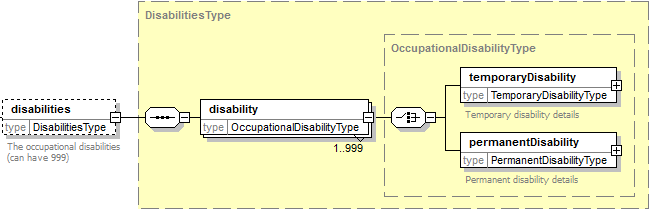 DisabilitiesType
OccupationalDisabilityType
disabilities
type DisabilitiesType
The occupational disabilities
(can have 999)
disability
type OccupationalDisabilityType
1..999
temporaryDisability
type TemporaryDisabilityType
Temporary disability details
permanentDisability
type PermanentDisabilityType
Permanent disability details